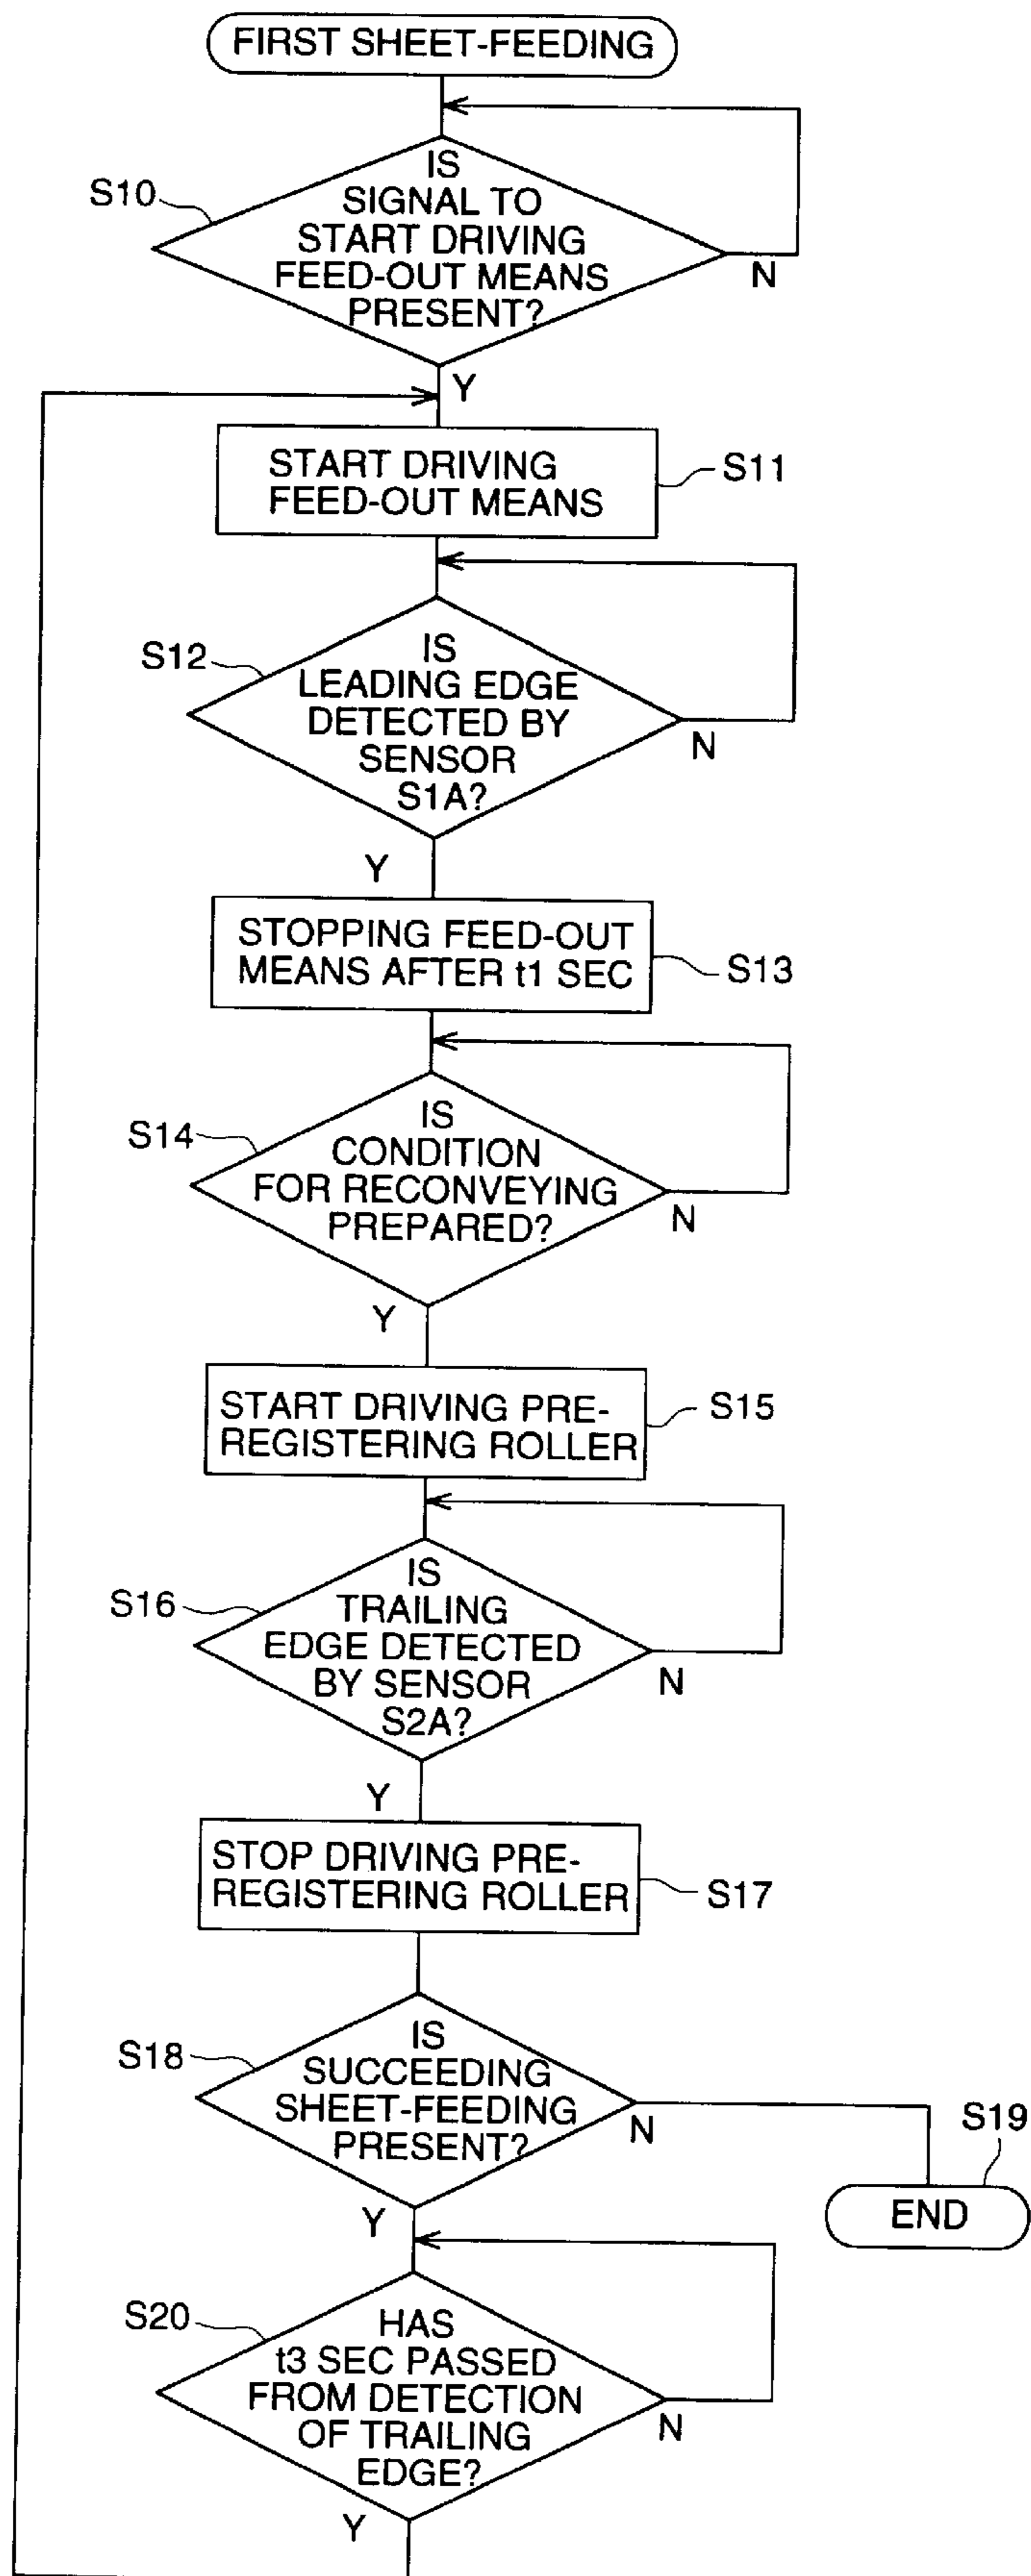 FIRST SHEET-FEEDING
S10
IS
SIGNAL TO
START DRIVING
FEED-OUT MEANS
PRESENT?
N
Y
START DRIVING
FEED-OUT MEANS
S11
S12
IS
LEADING EDGE
DETECTED BY
SENSOR
S1A?
N
Y
STOPPING FEED-OUT
MEANS AFTER t1 SEC
S13
S14
IS
CONDITION
FOR RECONVEYING
PREPARED?
N
Y
START DRIVING PRE-
REGISTERING ROLLER
S15
S16
IS
TRAILING
EDGE DETECTED
BY SENSOR
S2A?
N
Y
STOP DRIVING PRE-
REGISTERING ROLLER
S17
S18
IS
SUCCEEDING
SHEET-FEEDING
PRESENT?
N
S19
END
Y
S20
HAS
t3 SEC PASSED
FROM DETECTION
OF TRAILING
EDGE?
N
Y